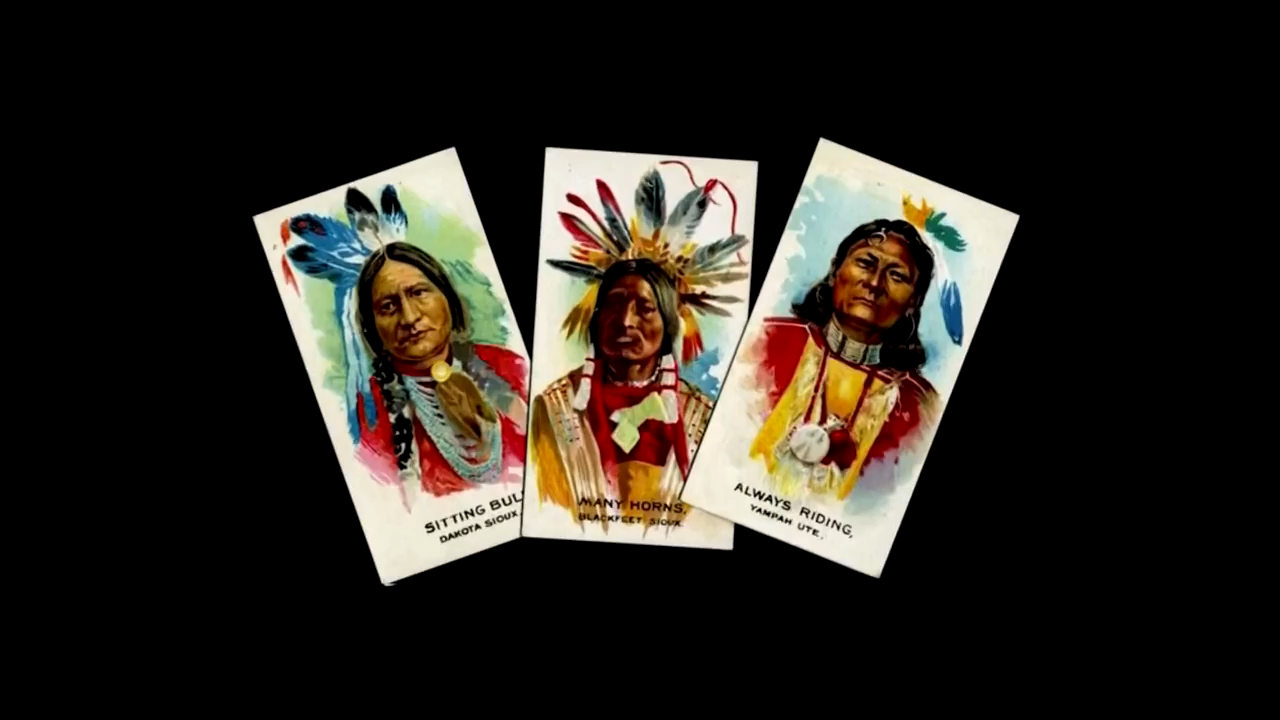 SITTING BUL
DAKOTA SIOUX.
MANY HORNS,
BLACKFEET SIOUX.
ALWAYS RIDING,
YAMPAH UTE.